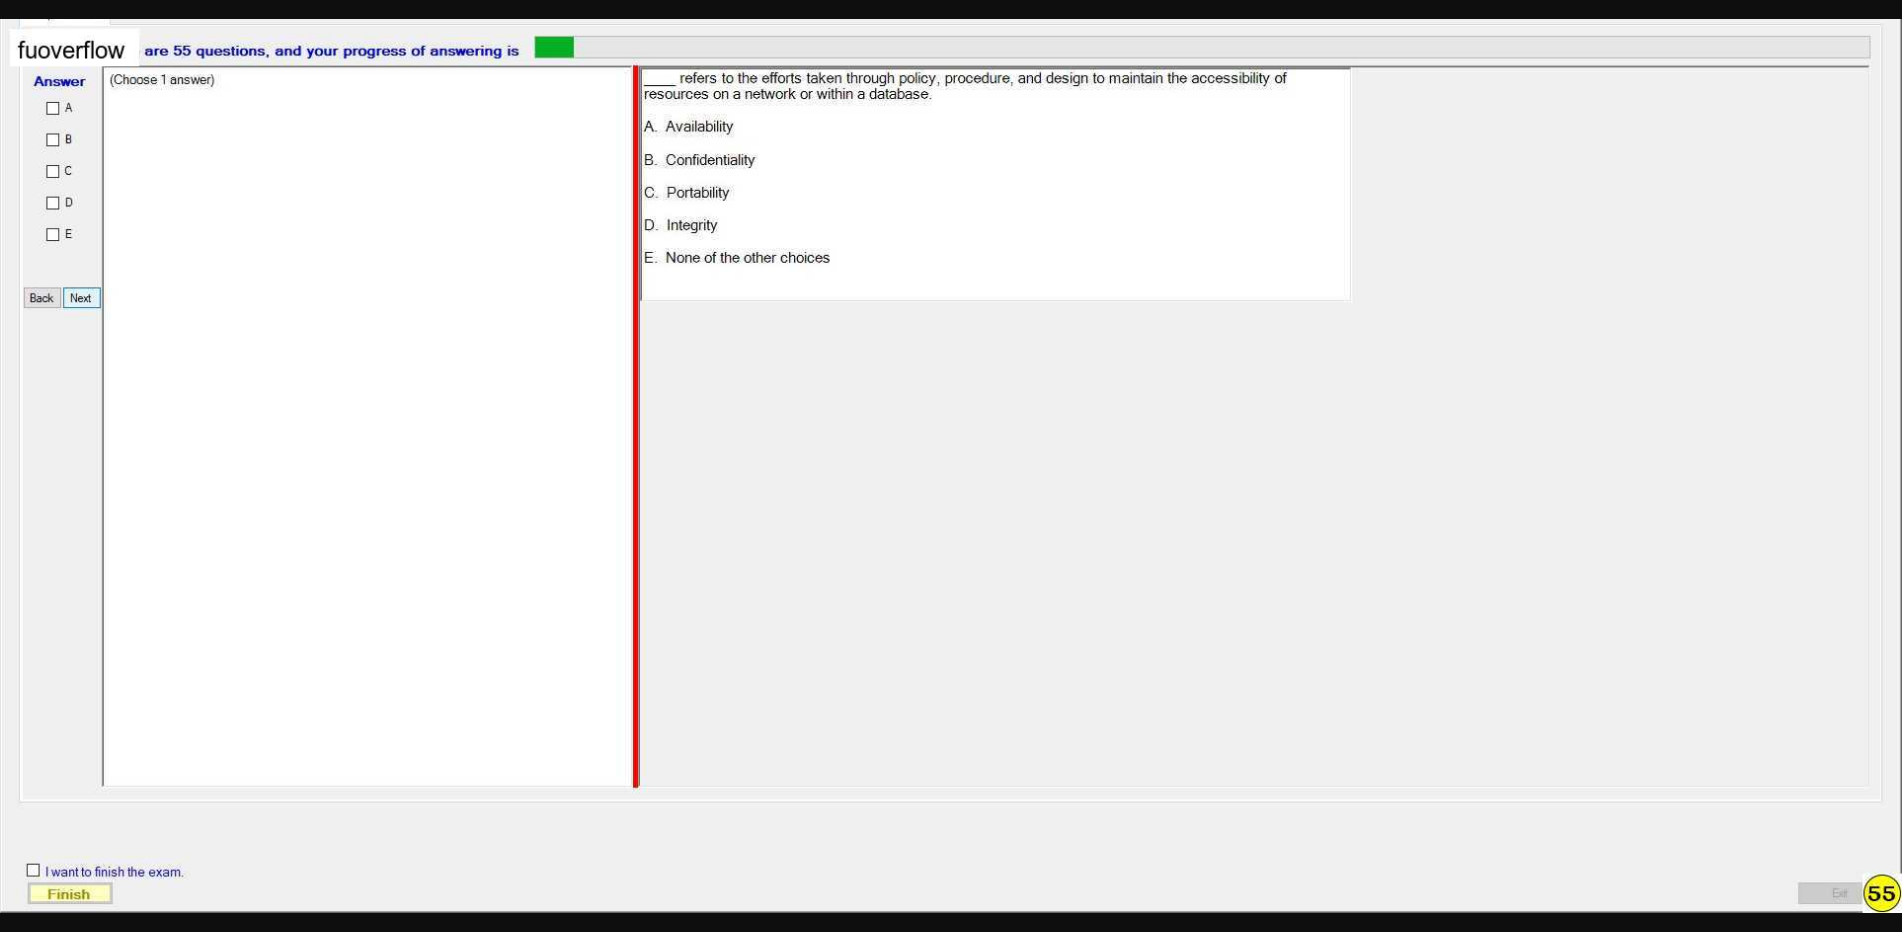 fuoverflow are 55 questions, and your progress of answering is
Answer
A
B
C
D
E
Back Next
(Choose 1 answer)
____ refers to the efforts taken through policy, procedure, and design to maintain the accessibility of
resources on a network or within a database.
A. Availability
B. Confidentiality
C. Portability
D. Integrity
E. None of the other choices
I want to finish the exam.
Finish
Exit
55